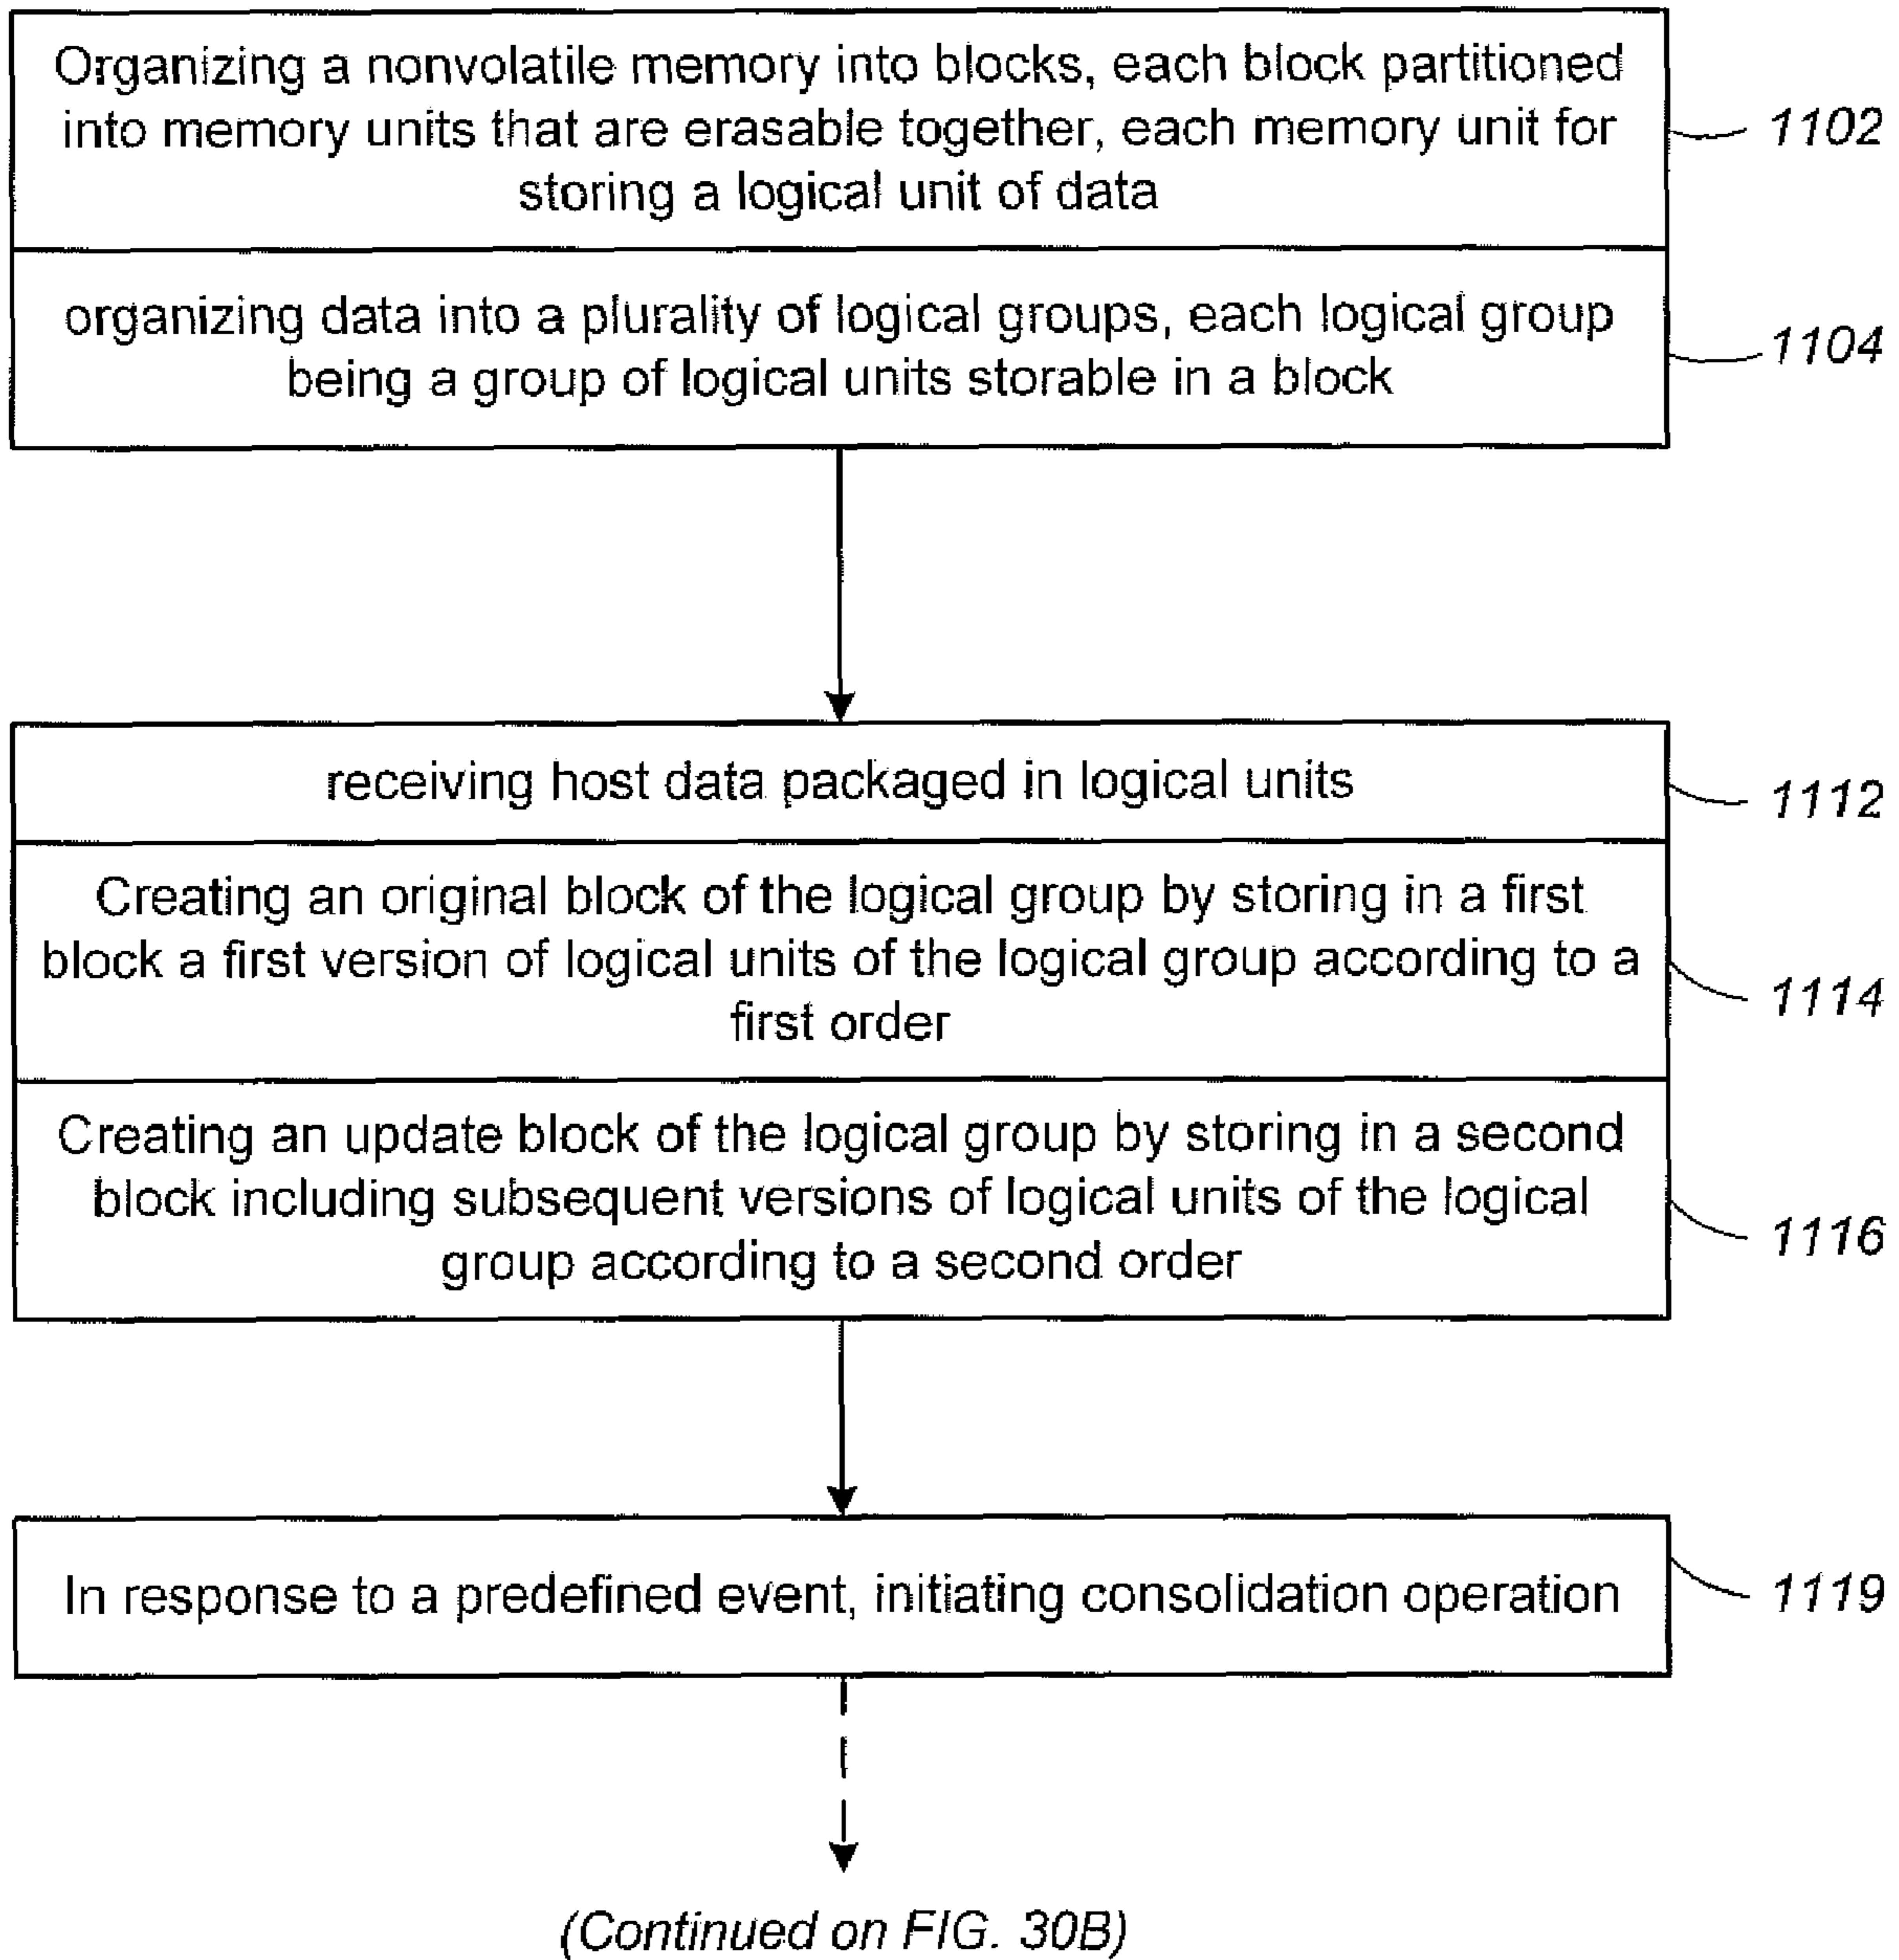 Organizing a nonvolatile memory into blocks, each block partitioned
into memory units that are erasable together, each memory unit for
storing a logical unit of data
1102
organizing data into a plurality of logical groups, each logical group
being a group of logical units storable in a block
1104
receiving host data packaged in logical units
1112
Creating an original block of the logical group by storing in a first
block a first version of logical units of the logical group according to a
first order
1114
Creating an update block of the logical group by storing in a second
block including subsequent versions of logical units of the logical
group according to a second order
1116
In response to a predefined event, initiating consolidation operation
1119
(Continued on FIG. 30B)